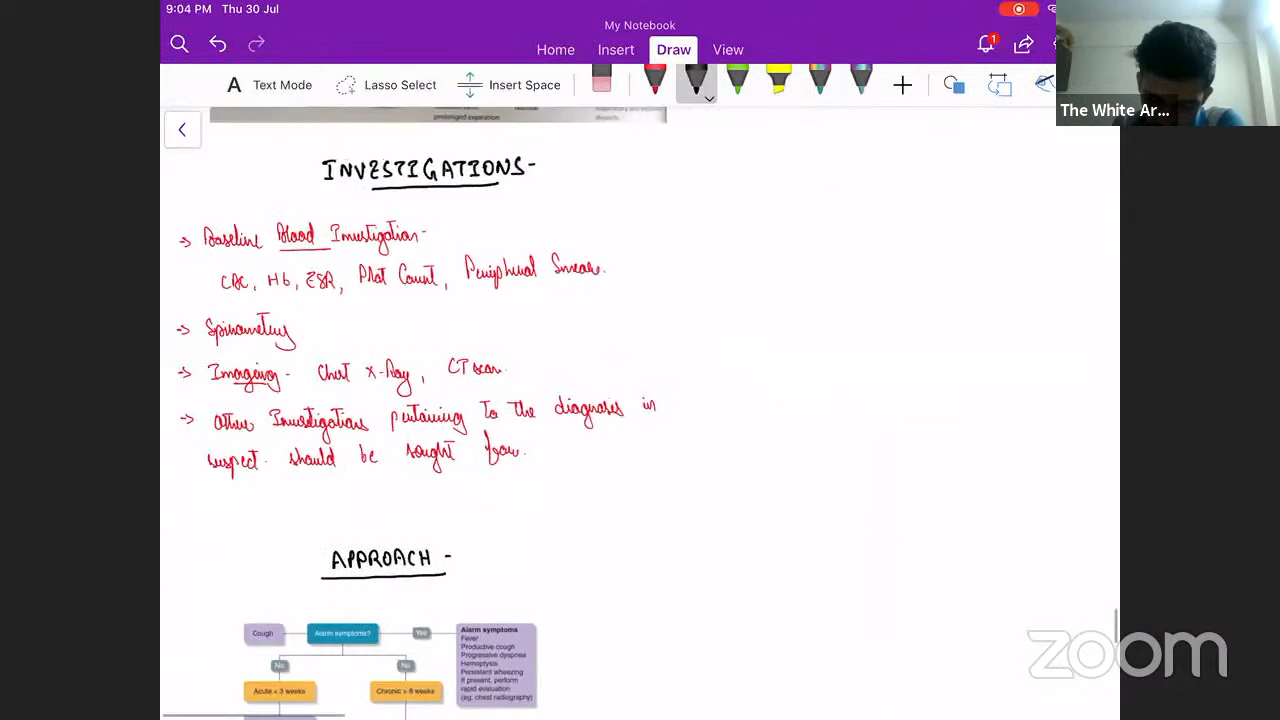 9:04 PM Thu 30 Jul
My Notebook
Home Insert Draw View
1
A Text Mode Lasso Select Insert Space
The White Ar...
prolonged expiration
INVESTIGATIONS-
→ Baseline Blood Investigation-
CBC, Hb, ESR, Plat Count, Peripheral Smear.
→ Spirometry
→ Imageing - Chest X-Ray, CT scan.
→ Other Investigations pertaining to the diagnosis in
suspect. should be sought for.
APPROACH -
Cough Alarm symptoms? Yes
Alarm symptoms
Fever
Productive cough
Progressive dyspnea
Hemoptysis
Persistent wheezing
If present, perform
rapid evaluation
(eg: chest radiography)
No No
Acute < 3 weeks Chronic > 8 weeks
zoom